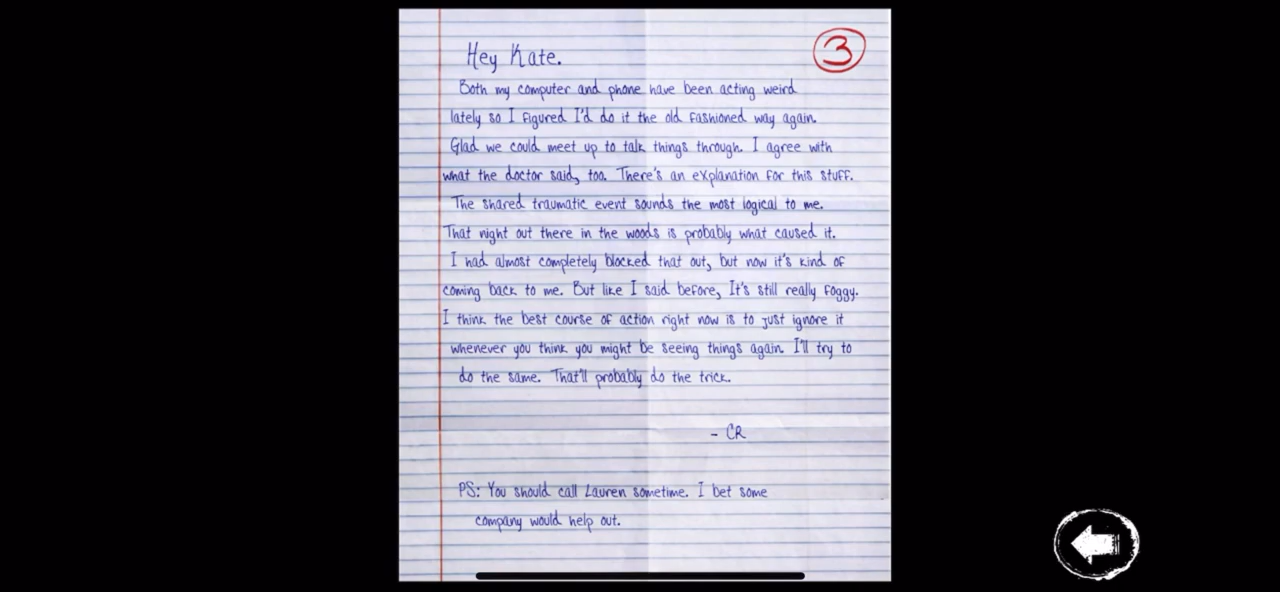 3
Hey Kate.
Both my computer and phone have been acting weird
lately so I figured I'd do it the old fashioned way again.
Glad we could meet up to talk things through. I agree with
what the doctor said, too. There's an explanation for this stuff.
The shared traumatic event sounds the most logical to me.
That night out there in the woods is probably what caused it.
I had almost completely blocked that out, but now it's kind of
coming back to me. But like I said before, It's still really foggy.
I think the best course of action right now is to just ignore it
whenever you think you might be seeing things again. I'll try to
do the same. That'll probably do the trick.
- CR
PS: You should call Lauren sometime. I bet some
company would help out.